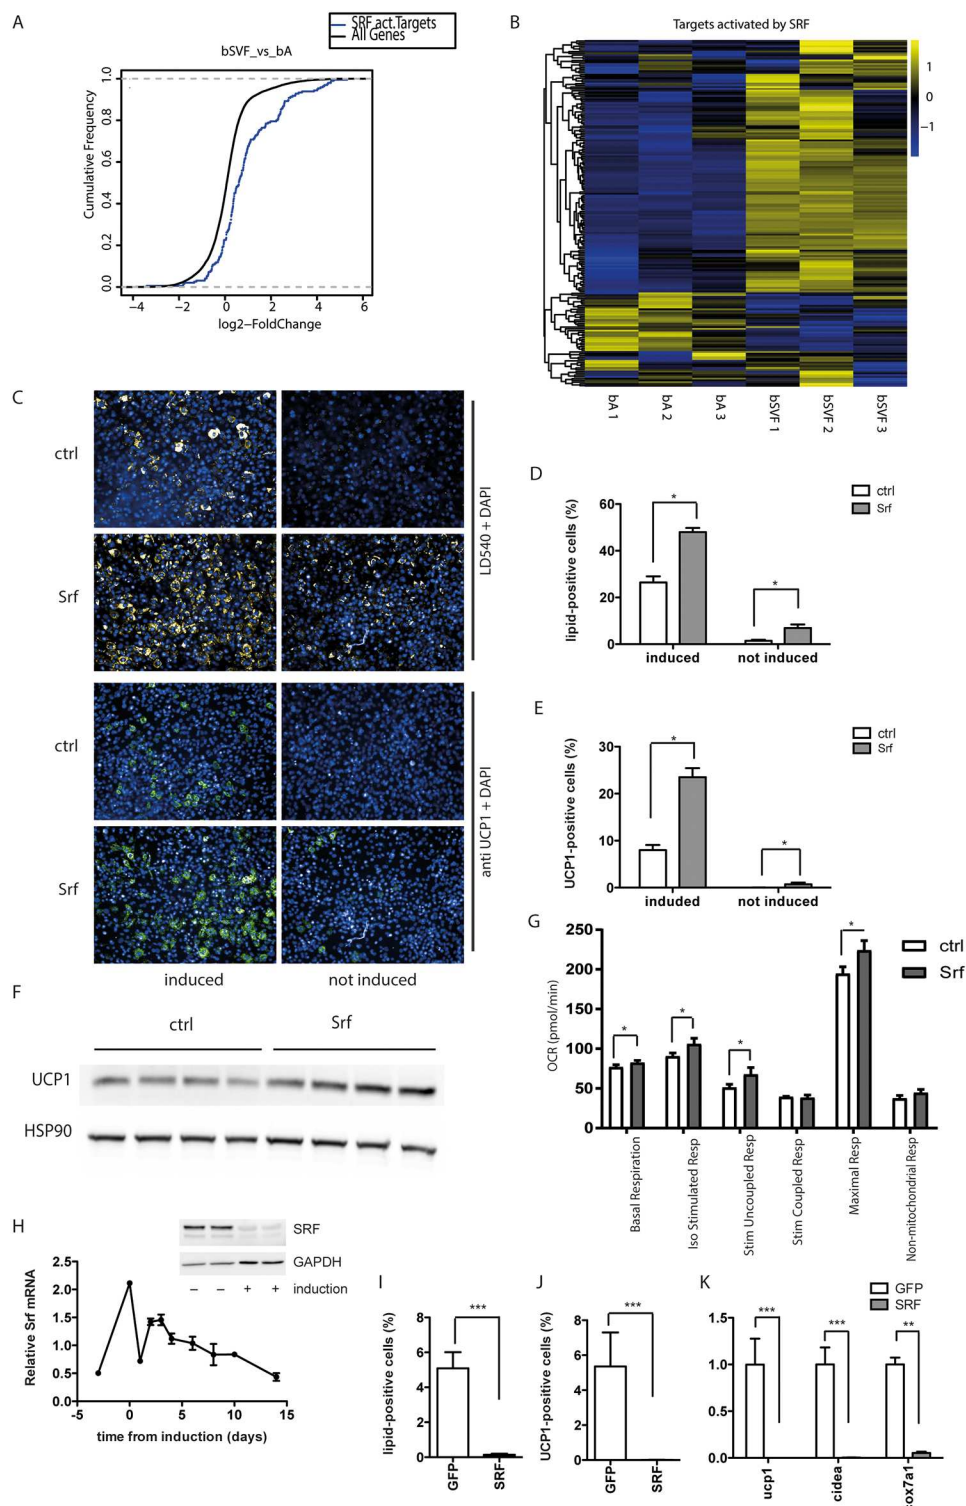 A
SRF.act.Targets
All Genes
bSVF_vs_bA
Cumulative Frequency
1.0
0.8
0.6
0.4
0.2
0.0
−4 −2 0 2 4 6
log2−FoldChange
B
Targets activated by SRF
1
0
−1
bA 1
bA 2
bA 3
bSVF 1
bSVF 2
bSVF 3
C
ctrl
Srf
LD540 + DAPI
ctrl
Srf
anti UCP1 + DAPI
induced
not induced
D
ctrl
Srf
lipid-positive cells (%)
60
40
20
0
*
*
induced
not induced
E
ctrl
Srf
UCP1-positive cells (%)
30
20
10
0
*
*
induded
not induced
F
ctrl
Srf
UCP1
HSP90
G
ctrl
Srf
OCR (pmol/min)
250
200
150
100
50
0
*
*
*
*
Basal Respiration
Iso Stimulated Resp
Stim Uncoupled Resp
Stim Coupled Resp
Maximal Resp
Non-mitochondrial Resp
H
SRF
GAPDH
− − + + induction
Relative Srf mRNA
2.5
2.0
1.5
1.0
0.5
0.0
-5 0 5 10 15
time from induction (days)
I
lipid-positive cells (%)
8
6
4
2
0
***
GFP
SRF
J
UCP1-positive cells (%)
8
6
4
2
0
***
GFP
SRF
K
GFP
SRF
1.5
1.0
0.5
0.0
***
***
**
ucp1
cidea
ox7a1